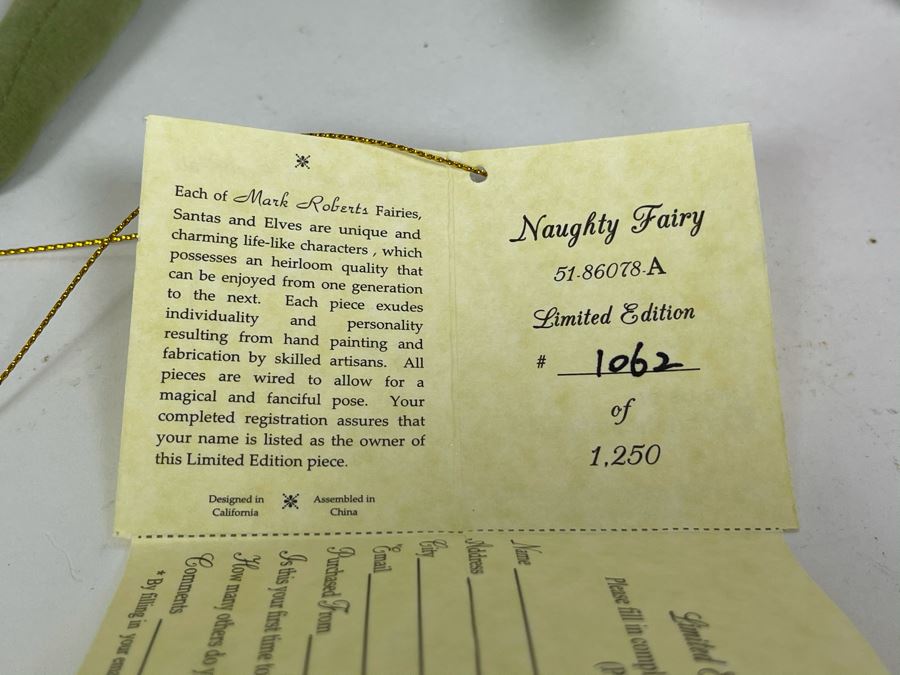 Each of Mark Roberts Fairies,
Santas and Elves are unique and
charming life-like characters , which
possesses an heirloom quality that
can be enjoyed from one generation
to the next. Each piece exudes
individuality and personality
resulting from hand painting and
fabrication by skilled artisans. All
pieces are wired to allow for a
magical and fanciful pose. Your
completed registration assures that
your name is listed as the owner of
this Limited Edition piece.
Designed in
California
Assembled in
China
Naughty Fairy
51-86078-A
Limited Edition
# 1062
of
1,250
Limited
Please fill in
Name
Address
City
Email
Purchased From
Is this your first time
How many others
Comments
* By filling in your